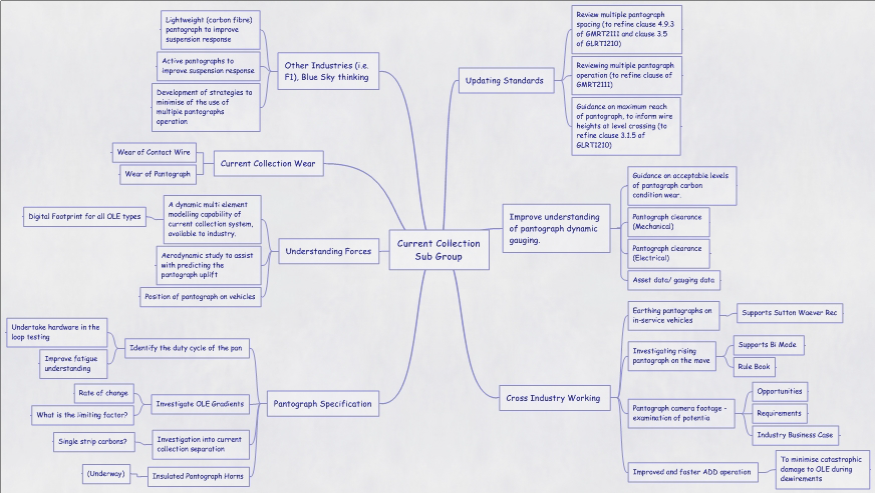 Lightweight (carbon fibre)
pantograph to improve
suspension response
Active pantographs to
improve suspension response
Development of strategies to
minimise of the use of
multiple pantographs
operation
Other Industries (i.e.
F1), Blue Sky thinking
Wear of Contact Wire
Wear of Pantograph
Current Collection Wear
Digital Footprint for all OLE types
A dynamic multi element
modelling capability of
current collection system,
available to industry.
Aerodynamic study to assist
with predicting the
pantograph uplift
Position of pantograph on vehicles
Understanding Forces
Undertake hardware in the
loop testing
Improve fatigue
understanding
Identify the duty cycle of the pan
Rate of change
What is the limiting factor?
Investigate OLE Gradients
Single strip carbons?
Investigation into current
collection separation
(Underway)
Insulated Pantograph Horns
Pantograph Specification
Current Collection
Sub Group
Updating Standards
Review multiple pantograph
spacing (to refine clause 4.9.3
of GMRT2111 and clause 3.5
of GLRT1210)
Reviewing multiple pantograph
operation (to refine clause of
GMRT2111)
Guidance on maximum reach
of pantograph, to inform wire
heights at level crossing (to
refine clause 3.1.5 of
GLRT1210)
Improve understanding
of pantograph dynamic
gauging.
Guidance on acceptable levels
of pantograph carbon
condition wear.
Pantograph clearance
(Mechanical)
Pantograph clearance
(Electrical)
Asset data/ gauging data
Cross Industry Working
Earthing pantographs on
in-service vehicles
Supports Sutton Waever Rec
Investigating rising
pantograph on the move
Supports Bi Mode
Rule Book
Pantograph camera footage -
examination of potentia
Opportunities
Requirements
Industry Business Case
Improved and faster ADD operation
To minimise catastrophic
damage to OLE during
dewirements